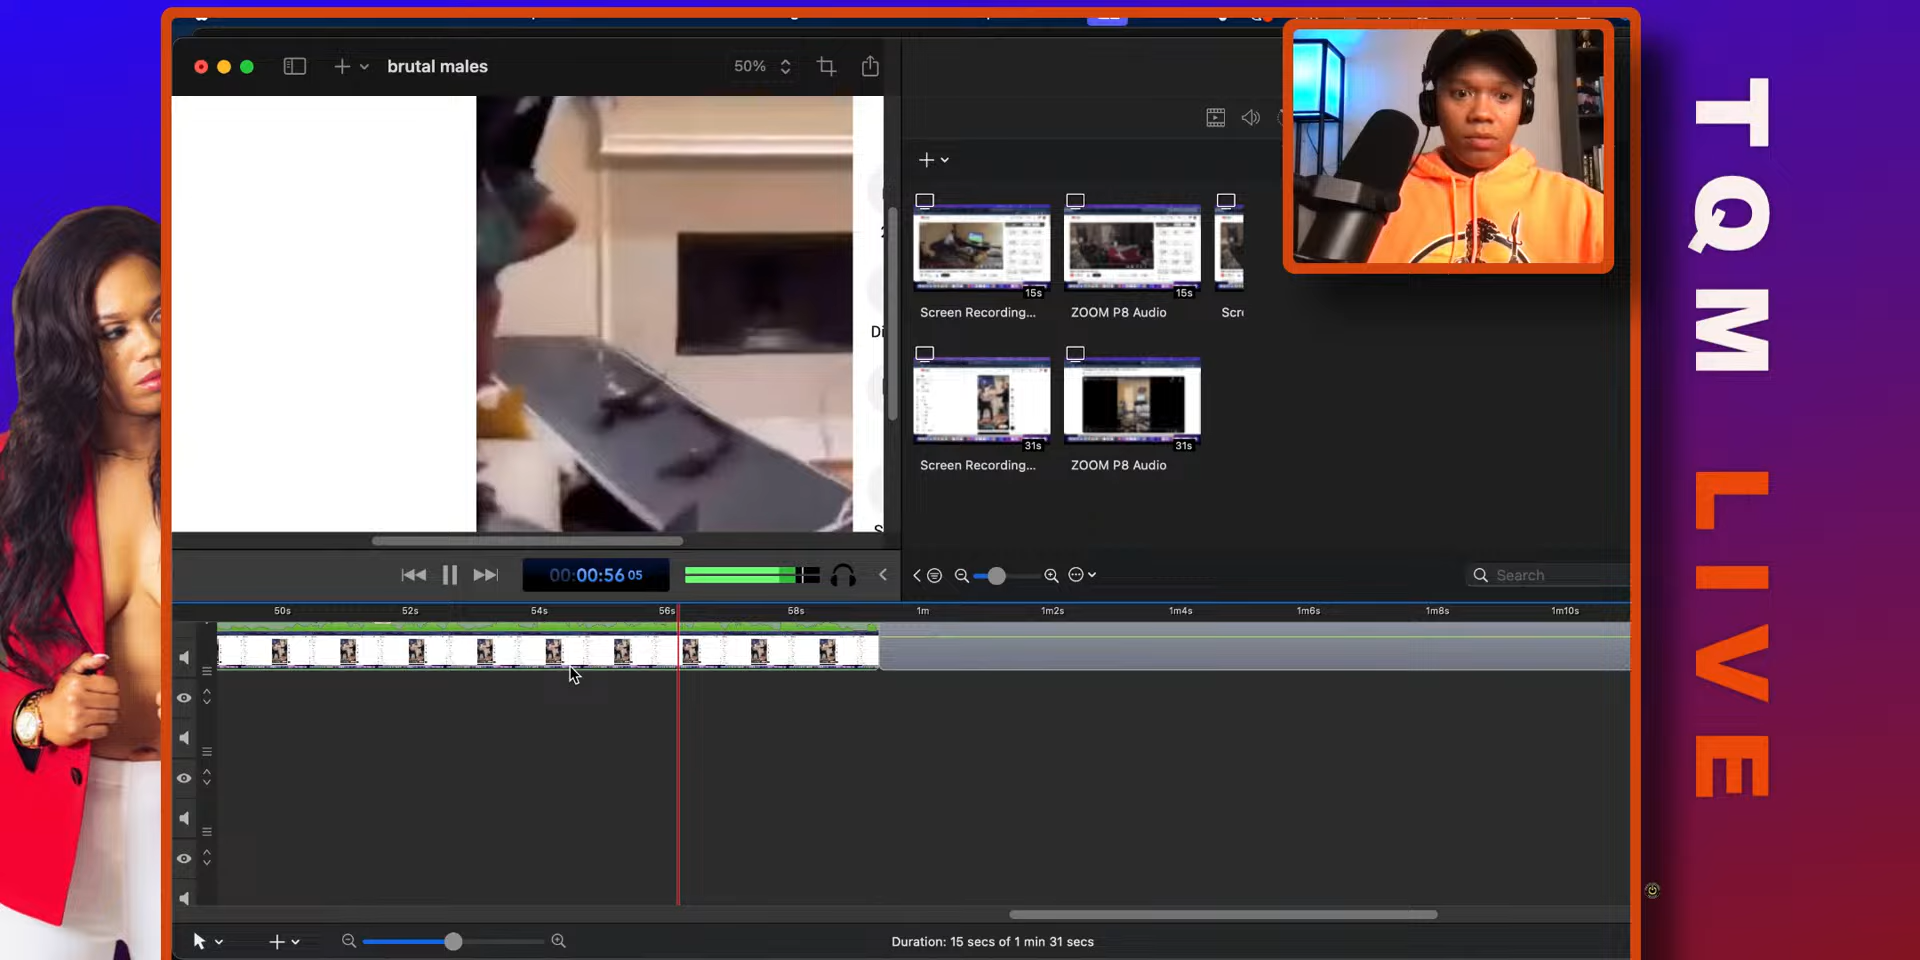 brutal males
50%
15s
15s
Screen Recording...
ZOOM P8 Audio
Scr
31s
31s
Screen Recording...
ZOOM P8 Audio
Di
S
00:00:56 05
Search
50s
52s
54s
56s
58s
1m
1m2s
1m4s
1m6s
1m8s
1m10s
Duration: 15 secs of 1 min 31 secs
TQM LIVE